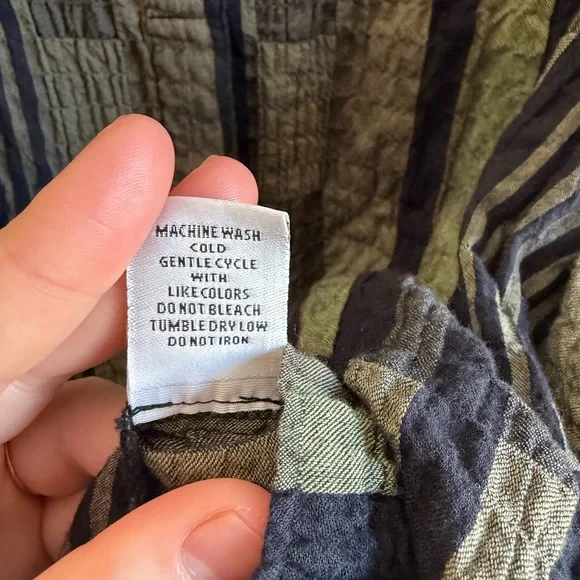 MACHINE WASH
COLD
GENTLE CYCLE
WITH
LIKE COLORS
DO NOT BLEACH
TUMBLE DRY LOW
DO NOT IRON